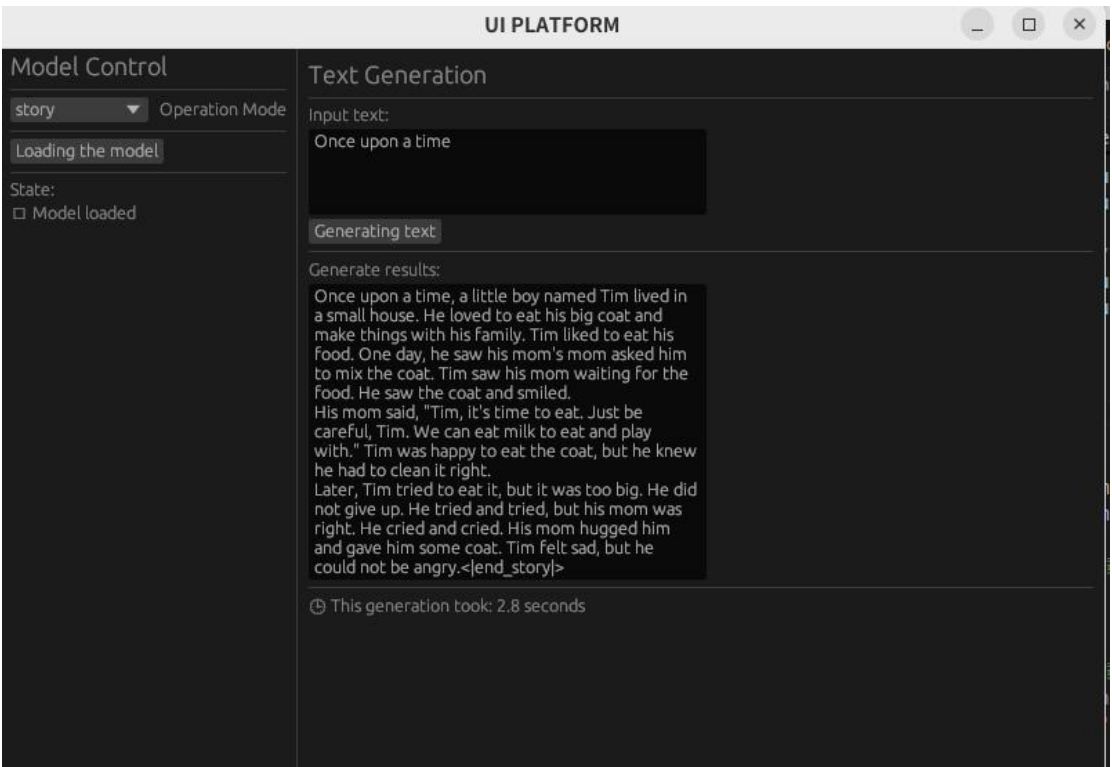 UI PLATFORM
Model Control
story
Operation Mode
Loading the model
State:
Model loaded
Text Generation
Input text:
Once upon a time
Generating text
Generate results:
Once upon a time, a little boy named Tim lived in
a small house. He loved to eat his big coat and
make things with his family. Tim liked to eat his
food. One day, he saw his mom's mom asked him
to mix the coat. Tim saw his mom waiting for the
food. He saw the coat and smiled.
His mom said, "Tim, it's time to eat. Just be
careful, Tim. We can eat milk to eat and play
with." Tim was happy to eat the coat, but he knew
he had to clean it right.
Later, Tim tried to eat it, but it was too big. He did
not give up. He tried and tried, but his mom was
right. He cried and cried. His mom hugged him
and gave him some coat. Tim felt sad, but he
could not be angry.<|end_story|>
This generation took: 2.8 seconds